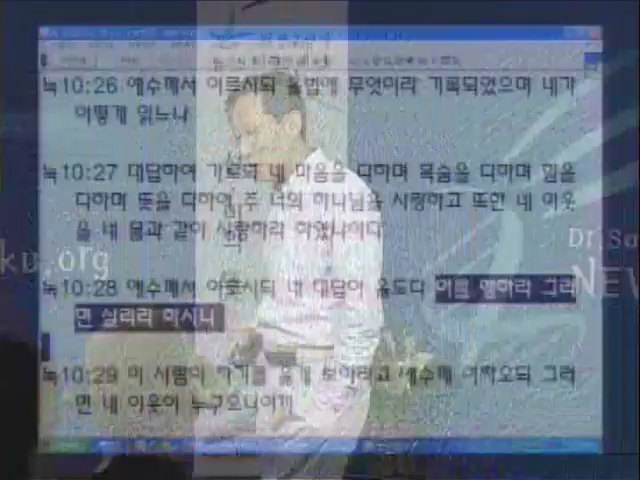 눅10:26 예수께서 이르시되 율법에 무엇이라 기록되었으며 네가
어떻게 읽느냐
눅10:27 대답하여 가로되 네 마음을 다하며 목숨을 다하며 힘을
다하며 뜻을 다하여 주 너의 하나님을 사랑하고 또한 네 이웃
을 네 몸과 같이 사랑하라 하였나이다
ku.org
Dr.Sa
NEW
눅10:28 예수께서 이르시되 네 대답이 옳도다 이를 행하라 그러
면 살리라 하시니
눅10:29 이 사람이 자기를 옳게 보이려고 예수께 여짜오되 그러
면 내 이웃이 누구오니이까